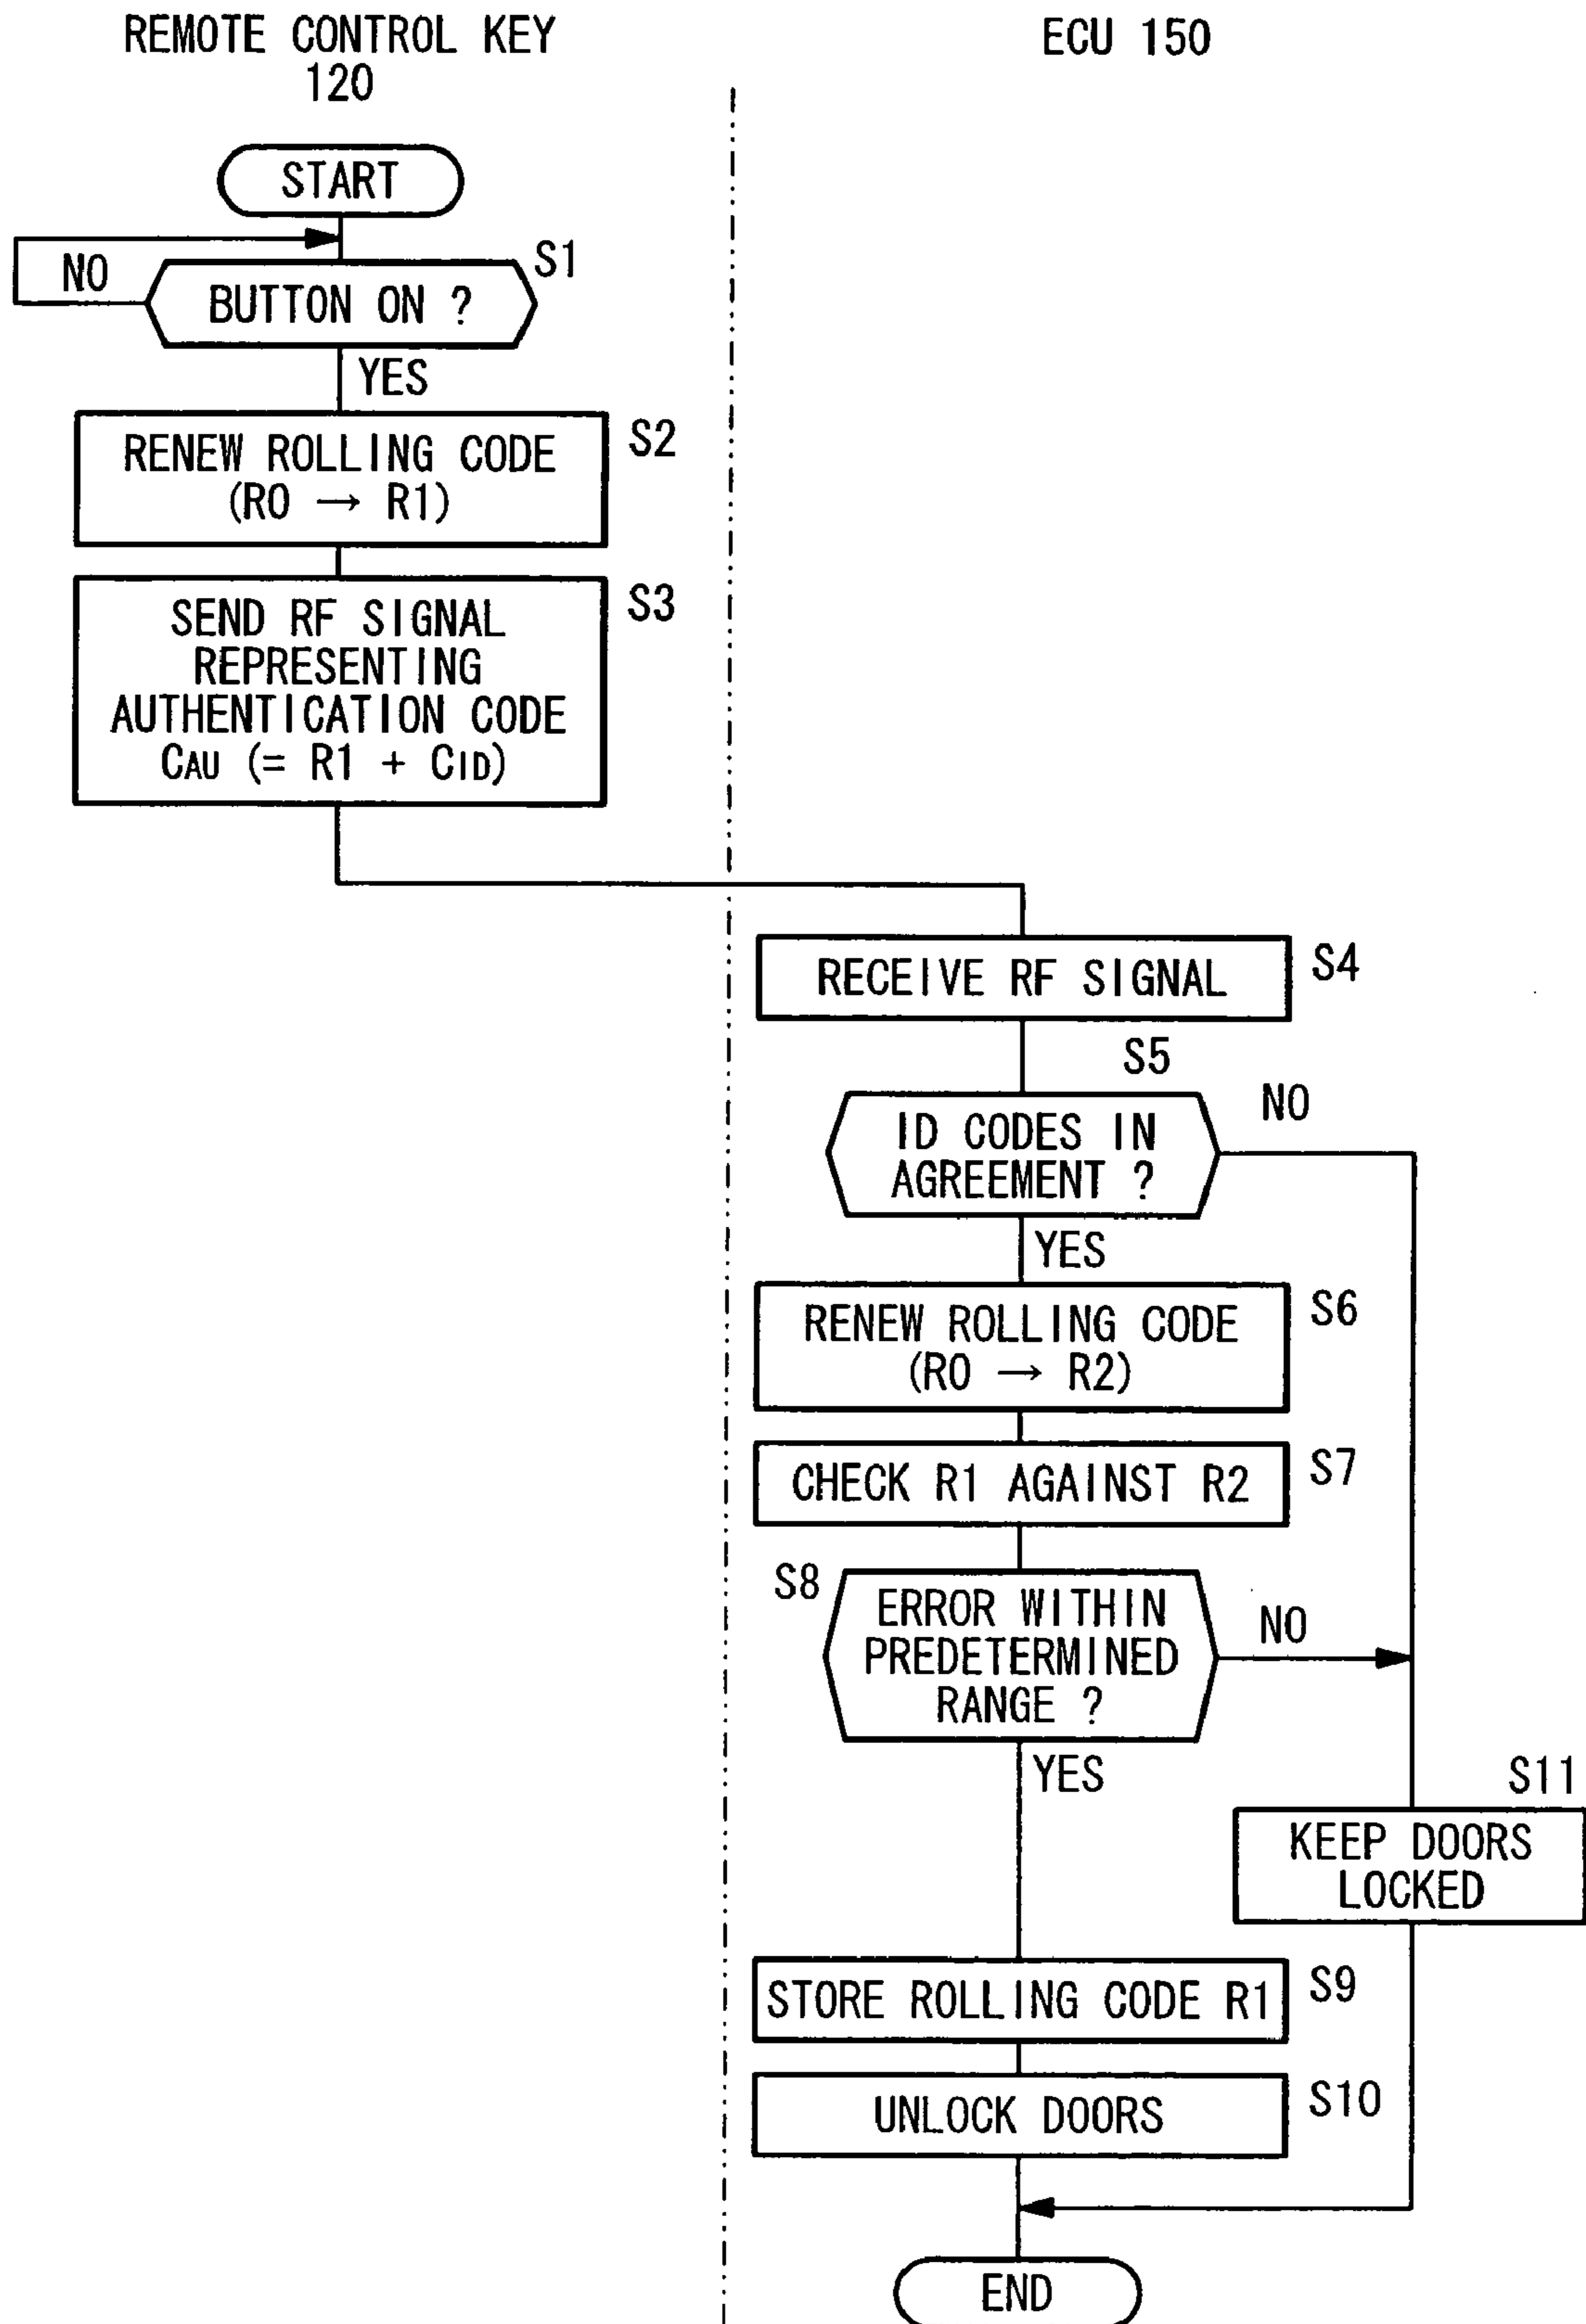 REMOTE CONTROL KEY
120
ECU 150
START
NO
S1
BUTTON ON ?
YES
S2
RENEW ROLLING CODE
(R0 → R1)
S3
SEND RF SIGNAL
REPRESENTING
AUTHENTICATION CODE
CAU (= R1 + CID)
RECEIVE RF SIGNAL
S4
S5
NO
ID CODES IN
AGREEMENT ?
YES
S6
RENEW ROLLING CODE
(R0 → R2)
CHECK R1 AGAINST R2
S7
S8
ERROR WITHIN
PREDETERMINED
RANGE ?
NO
YES
S11
KEEP DOORS
LOCKED
STORE ROLLING CODE R1
S9
UNLOCK DOORS
S10
END